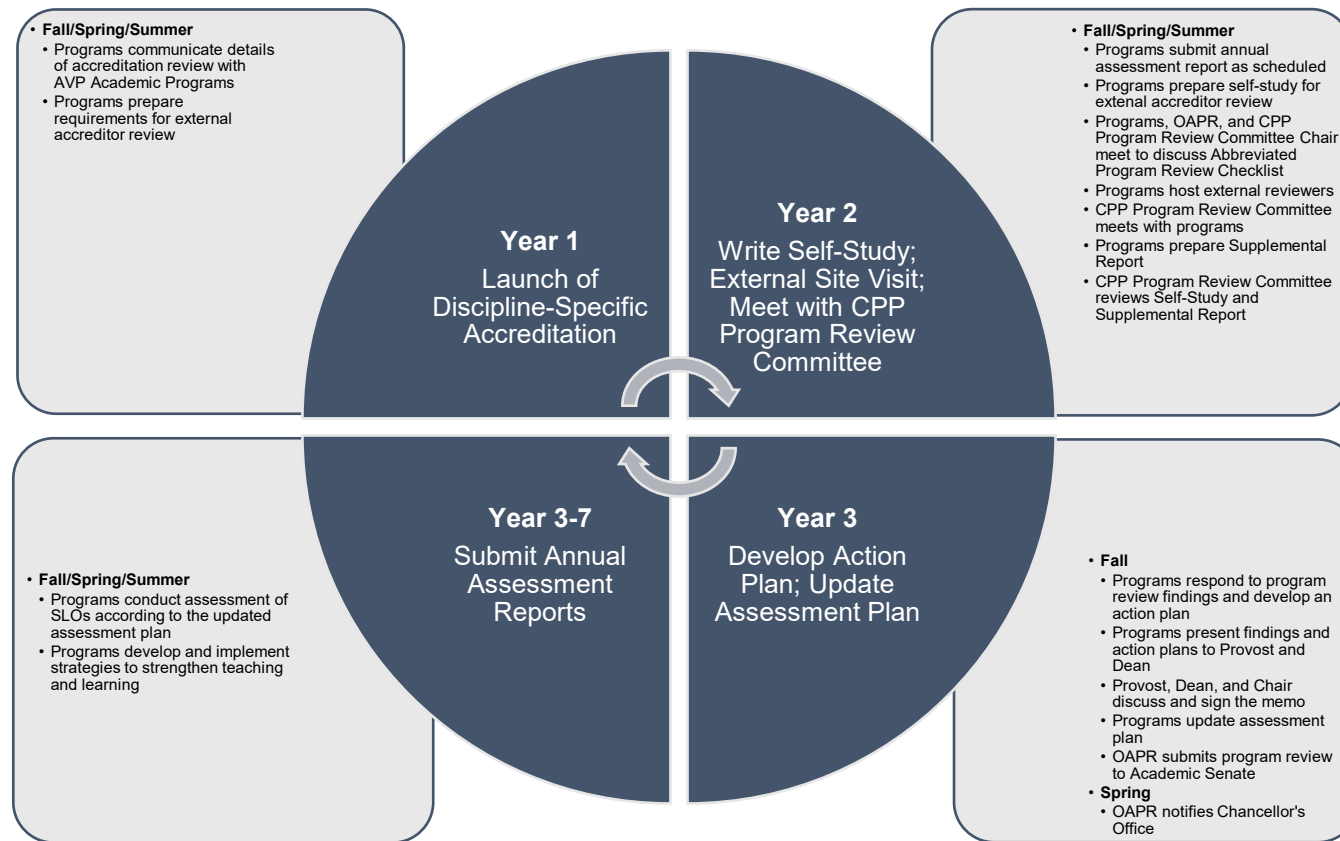 • Fall/Spring/Summer
• Programs communicate details
of accreditation review with
AVP Academic Programs
• Programs prepare
requirements for external
accreditor review
• Fall/Spring/Summer
• Programs submit annual
assessment report as scheduled
• Programs prepare self-study for
extenal accreditor review
• Programs, OAPR, and CPP
Program Review Committee Chair
meet to discuss Abbreviated
Program Review Checklist
• Programs host external reviewers
• CPP Program Review Committee
meets with programs
• Programs prepare Supplemental
Report
• CPP Program Review Committee
reviews Self-Study and
Supplemental Report
Year 1
Launch of
Discipline-Specific
Accreditation
Year 2
Write Self-Study;
External Site Visit;
Meet with CPP
Program Review
Committee
Year 3-7
Submit Annual
Assessment
Reports
Year 3
Develop Action
Plan; Update
Assessment Plan
• Fall/Spring/Summer
• Programs conduct assessment of
SLOs according to the updated
assessment plan
• Programs develop and implement
strategies to strengthen teaching
and learning
• Fall
• Programs respond to program
review findings and develop an
action plan
• Programs present findings and
action plans to Provost and
Dean
• Provost, Dean, and Chair
discuss and sign the memo
• Programs update assessment
plan
• OAPR submits program review
to Academic Senate
• Spring
• OAPR notifies Chancellor's
Office